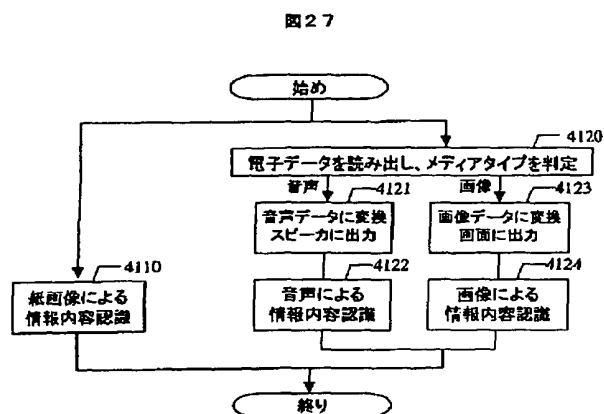 図27
始め
4120
電子データを読み出し、メディアタイプを判定
音声
4121
画像
4123
音声データに変換
スピーカに出力
画像データに変換
画面に出力
4110
4122
4124
紙画像による
情報内容認識
音声による
情報内容認識
画像による
情報内容認識
終り